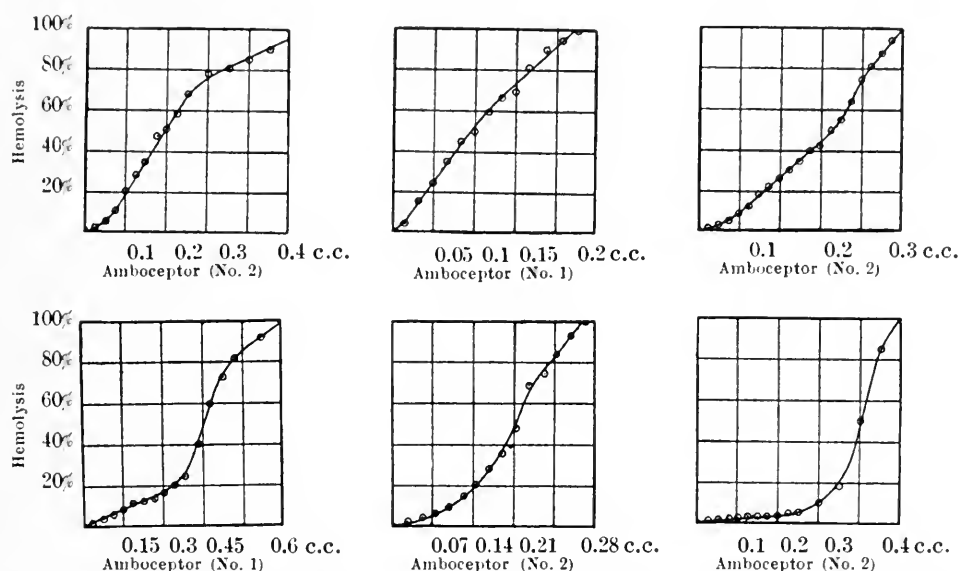 100%
80%
60%
40%
20%
Hemolysis
0.1 0.2 0.3 0.4 c.c.
Amboceptor (No. 2)
0.05 0.1 0.15 0.2 c.c.
Amboceptor (No. 1)
0.1 0.2 0.3 c.c.
Amboceptor (No. 2)
100%
80%
60%
40%
20%
Hemolysis
0.15 0.3 0.45 0.6 c.c.
Amboceptor (No. 1)
0.07 0.14 0.21 0.28 c.c.
Amboceptor (No. 2)
0.1 0.2 0.3 0.4 c.c.
Amboceptor (No. 2)